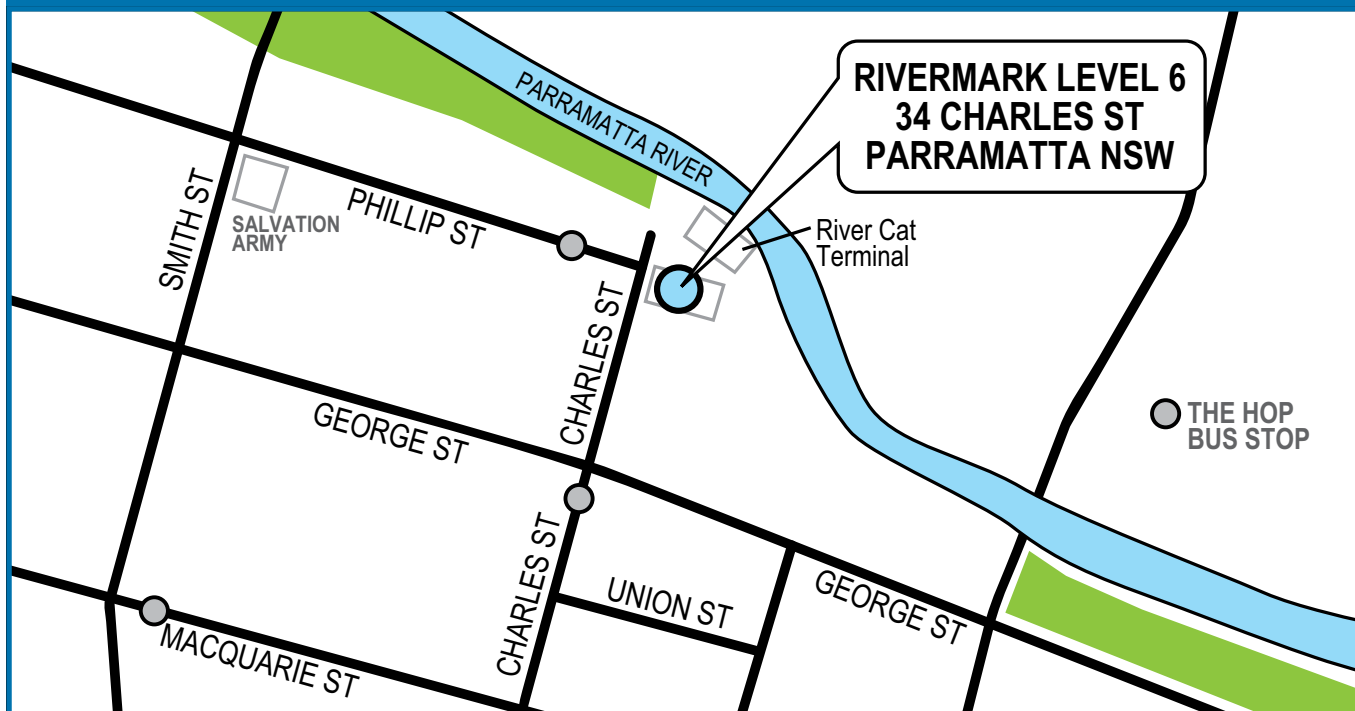 PARRAMATTA RIVER
RIVERMARK LEVEL 6
34 CHARLES ST
PARRAMATTA NSW
River Cat
Terminal
SMITH ST
SALVATION
ARMY
PHILLIP ST
CHARLES ST
GEORGE ST
THE HOP
BUS STOP
CHARLES ST
UNION ST
GEORGE ST
MACQUARIE ST